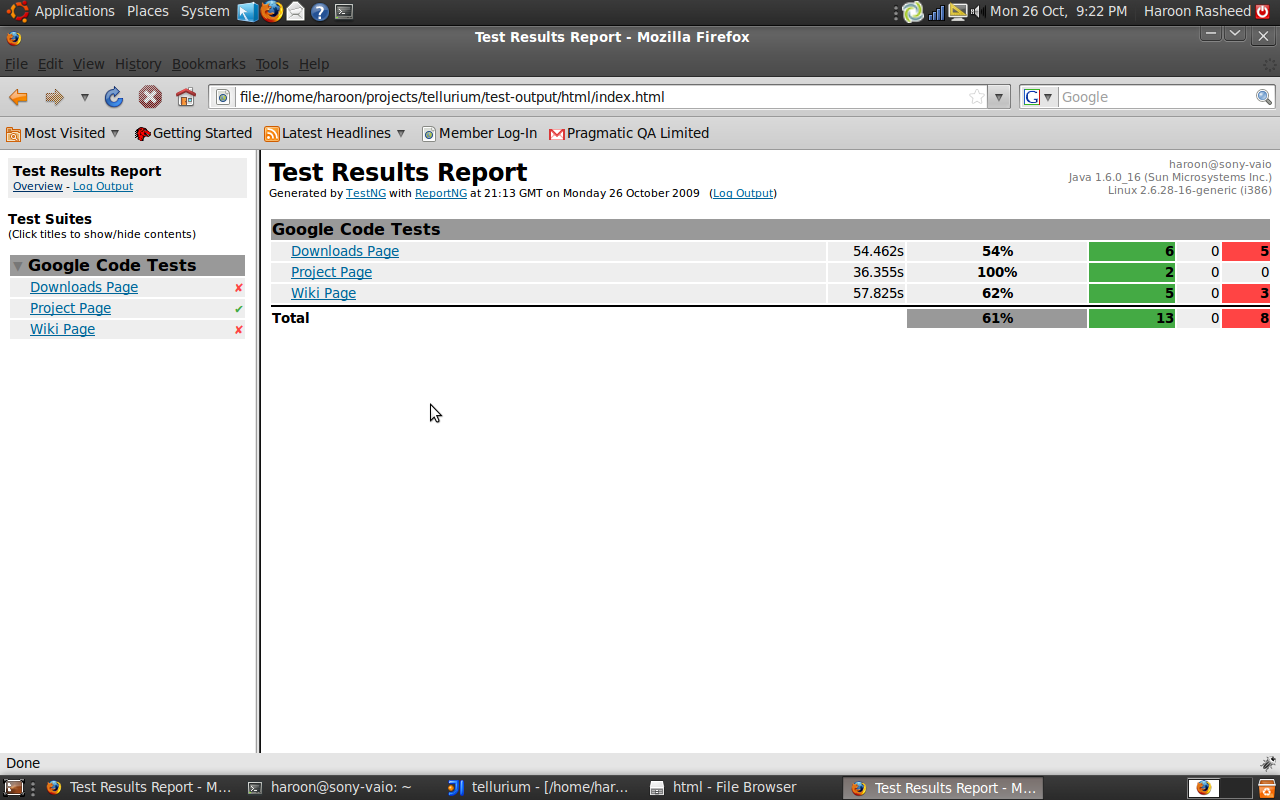 Applications Places System Mon 26 Oct, 9:22 PM Haroon Rasheed
Test Results Report - Mozilla Firefox
File Edit View History Bookmarks Tools Help
file:///home/haroon/projects/tellurium/test-output/html/index.html Google
Most Visited Getting Started Latest Headlines Member Log-In Pragmatic QA Limited
Test Results Report
Overview - Log Output
Test Suites
(Click titles to show/hide contents)
Google Code Tests
Downloads Page ✘
Project Page ✔
Wiki Page ✘
Test Results Report
Generated by TestNG with ReportNG at 21:13 GMT on Monday 26 October 2009 (Log Output)
haroon@sony-vaio
Java 1.6.0_16 (Sun Microsystems Inc.)
Linux 2.6.28-16-generic (i386)
Google Code Tests
Downloads Page 54.462s 54% 6 0 5
Project Page 36.355s 100% 2 0 0
Wiki Page 57.825s 62% 5 0 3
Total 61% 13 0 8
Done
Test Results Report - M... haroon@sony-vaio: ~ tellurium - [/home/har... html - File Browser Test Results Report - M...